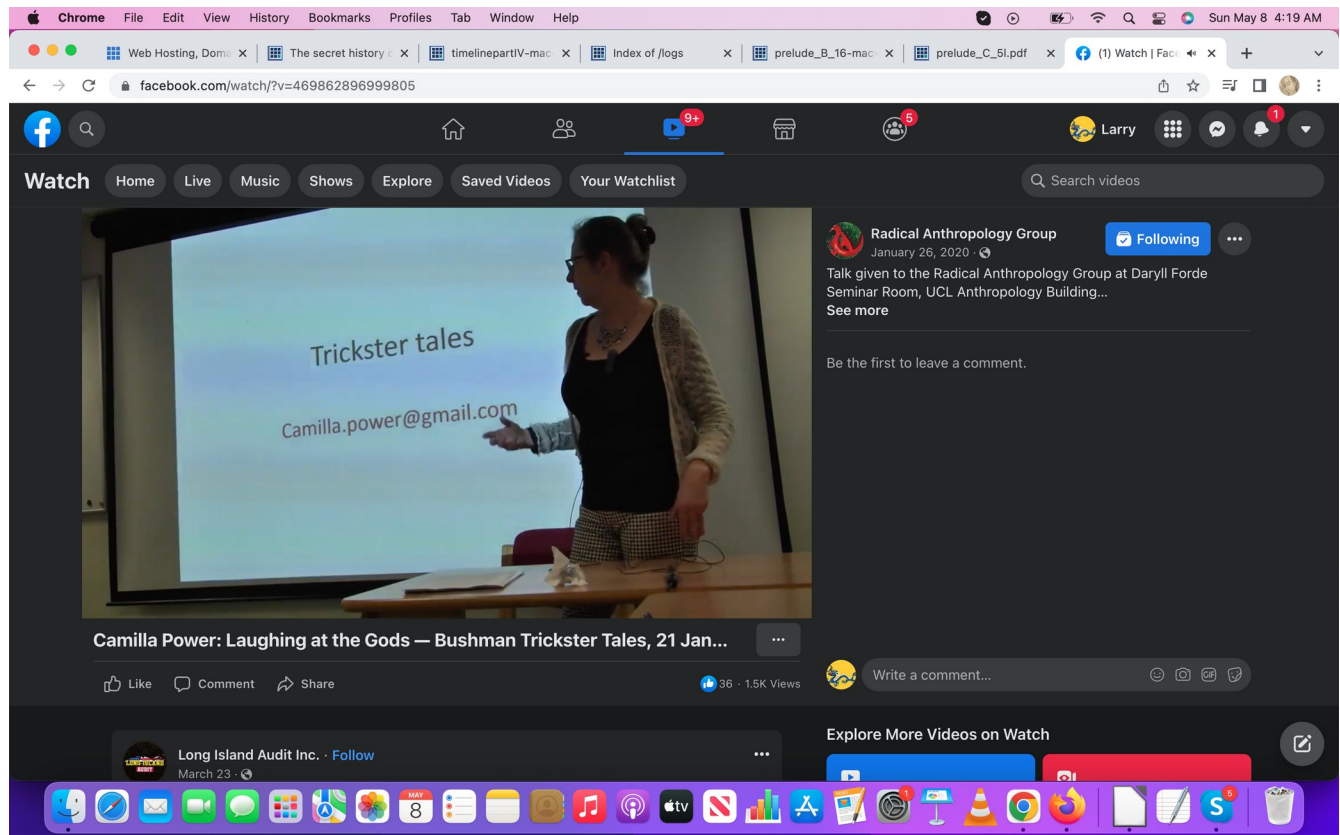 Chrome File Edit View History Bookmarks Profiles Tab Window Help Sun May 8 4:19 AM
Web Hosting, Doma The secret history timelinepartIV-mac- Index of /logs prelude_B_16-mac- prelude_C_5l.pdf (1) Watch | Face
facebook.com/watch/?v=469862896999805
9+ 5 Larry 1
Watch Home Live Music Shows Explore Saved Videos Your Watchlist Search videos
Trickster tales
Camilla.power@gmail.com
Camilla Power: Laughing at the Gods — Bushman Trickster Tales, 21 Jan... ...
Like Comment Share 36 · 1.5K Views
Long Island Audit Inc. · Follow
March 23 ·
Radical Anthropology Group Following
January 26, 2020 ·
Talk given to the Radical Anthropology Group at Daryll Forde
Seminar Room, UCL Anthropology Building...
See more
Be the first to leave a comment.
Write a comment... GIF
Explore More Videos on Watch
MAY
8 tv 1 S 5